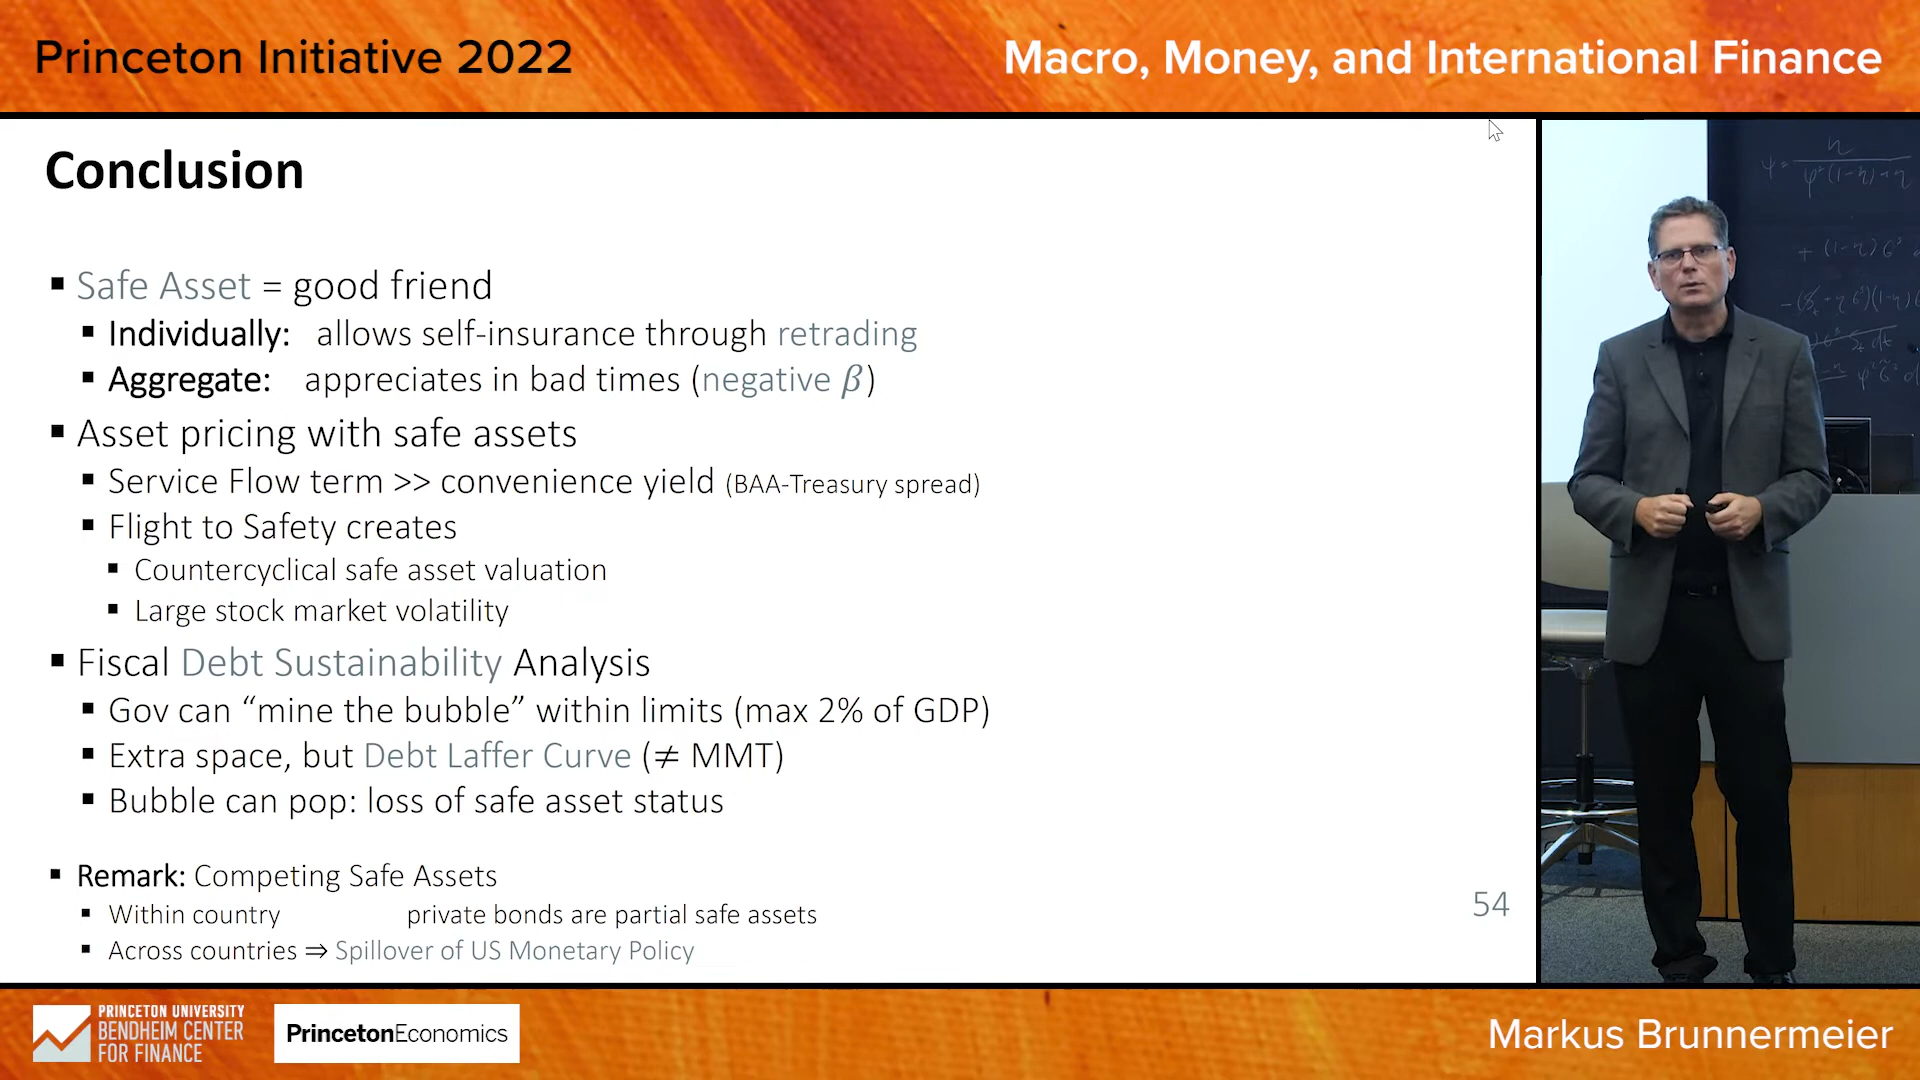 Princeton Initiative 2022
Macro, Money, and International Finance
Conclusion
▪ Safe Asset = good friend
▪ Individually: allows self-insurance through retrading
▪ Aggregate: appreciates in bad times (negative β)
▪ Asset pricing with safe assets
▪ Service Flow term >> convenience yield (BAA-Treasury spread)
▪ Flight to Safety creates
▪ Countercyclical safe asset valuation
▪ Large stock market volatility
▪ Fiscal Debt Sustainability Analysis
▪ Gov can “mine the bubble” within limits (max 2% of GDP)
▪ Extra space, but Debt Laffer Curve (≠ MMT)
▪ Bubble can pop: loss of safe asset status
▪ Remark: Competing Safe Assets
▪ Within country private bonds are partial safe assets
▪ Across countries ⇒ Spillover of US Monetary Policy
54
PRINCETON UNIVERSITY
BENDHEIM CENTER
FOR FINANCE
PrincetonEconomics
Markus Brunnermeier